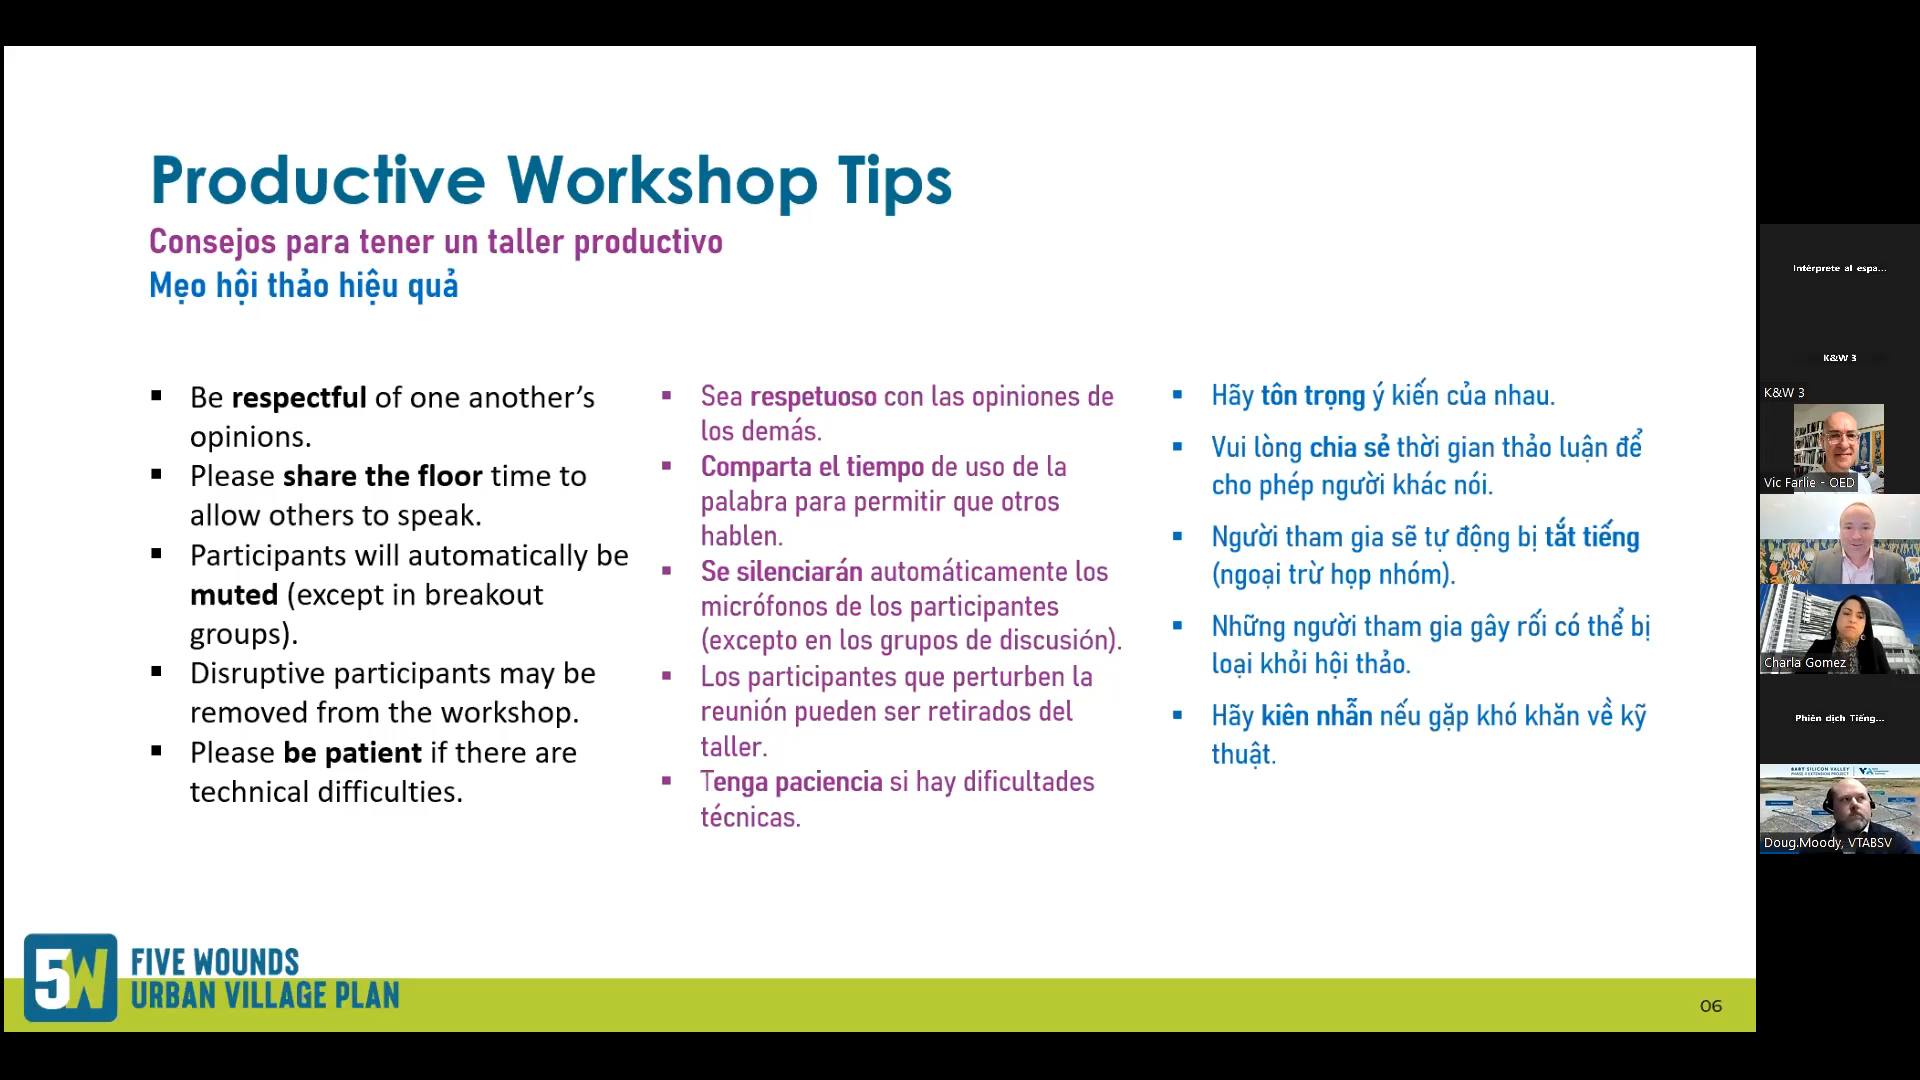 Productive Workshop Tips
Consejos para tener un taller productivo
Mẹo hội thảo hiệu quả
▪ Be respectful of one another’s
opinions.
▪ Please share the floor time to
allow others to speak.
▪ Participants will automatically be
muted (except in breakout
groups).
▪ Disruptive participants may be
removed from the workshop.
▪ Please be patient if there are
technical difficulties.
▪ Sea respetuoso con las opiniones de
los demás.
▪ Comparta el tiempo de uso de la
palabra para permitir que otros
hablen.
▪ Se silenciarán automáticamente los
micrófonos de los participantes
(excepto en los grupos de discusión).
▪ Los participantes que perturben la
reunión pueden ser retirados del
taller.
▪ Tenga paciencia si hay dificultades
técnicas.
▪ Hãy tôn trọng ý kiến của nhau.
▪ Vui lòng chia sẻ thời gian thảo luận để
cho phép người khác nói.
▪ Người tham gia sẽ tự động bị tắt tiếng
(ngoại trừ họp nhóm).
▪ Những người tham gia gây rối có thể bị
loại khỏi hội thảo.
▪ Hãy kiên nhẫn nếu gặp khó khăn về kỹ
thuật.
5W FIVE WOUNDS
URBAN VILLAGE PLAN
06
Intérprete al espa...
K&W 3
K&W 3
Vic Farlie - OED
Charla Gomez
Phiên dịch Tiếng...
BART SILICON VALLEY
PHASE II EXTENSION PROJECT
Doug.Moody, VTABSV